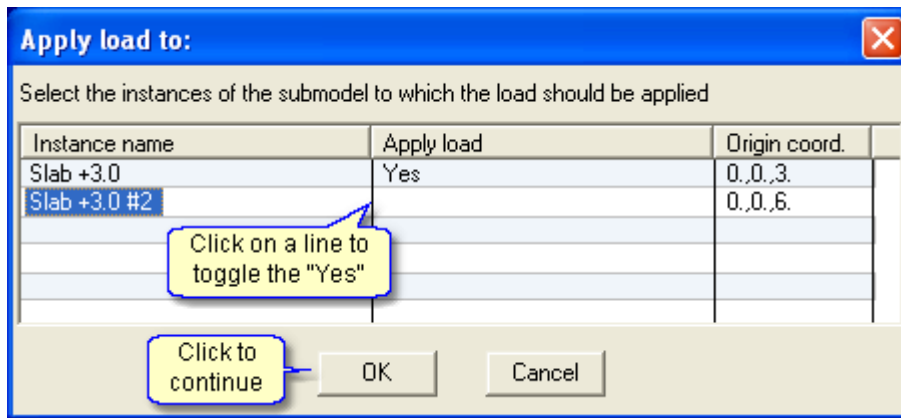 Apply load to:
Select the instances of the submodel to which the load should be applied
Instance name Apply load Origin coord.
Slab +3.0 Yes 0.,0.,3.
Slab +3.0 #2 0.,0.,6.
Click on a line to
toggle the "Yes"
Click to
continue
OK Cancel